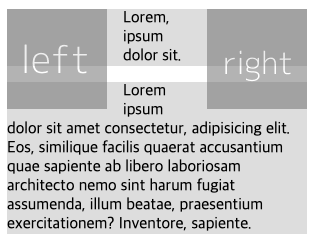 left
Lorem,
ipsum
dolor sit.
right
Lorem
ipsum
dolor sit amet consectetur, adipisicing elit.
Eos, similique facilis quaerat accusantium
quae sapiente ab libero laboriosam
architecto nemo sint harum fugiat
assumenda, illum beatae, praesentium
exercitationem? Inventore, sapiente.